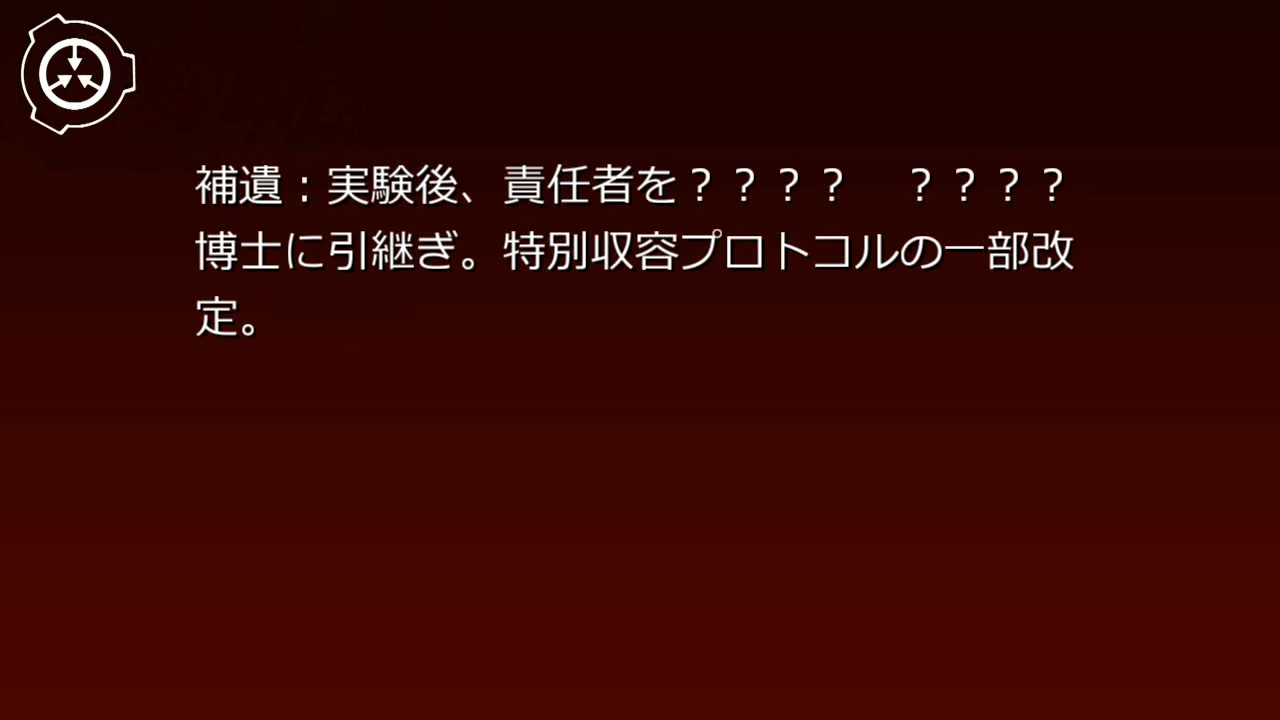 補遺：実験後、責任者を？？？？　？？？？
博士に引継ぎ。特別収容プロトコルの一部改
定。